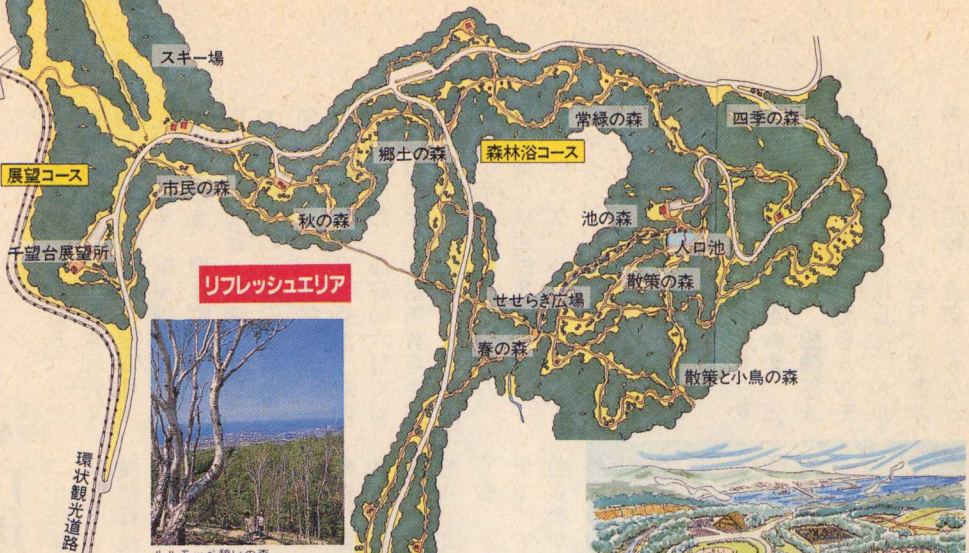 スキー場
常緑の森
四季の森
郷土の森
森林浴コース
展望コース
市民の森
秋の森
池の森
千望台展望所
人口池
リフレッシュエリア
散策の森
せせらぎ広場
春の森
散策と小鳥の森
環状観光道路